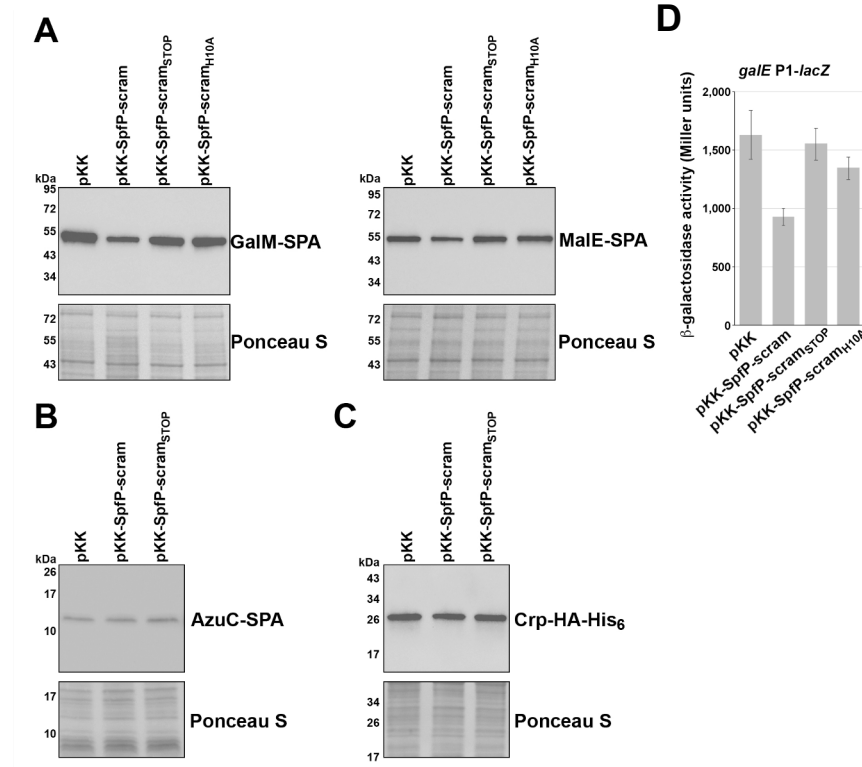 A
pKK
pKK-SpfP-scram
pKK-SpfP-scramSTOP
pKK-SpfP-scramH10A
kDa
95
72
55
43
34
GalM-SPA
72
55
43
Ponceau S
pKK
pKK-SpfP-scram
pKK-SpfP-scramSTOP
pKK-SpfP-scramH10A
kDa
95
72
55
43
34
MalE-SPA
72
55
43
Ponceau S
D
galE P1-lacZ
β-galactosidase activity (Miller units)
2,000
1,500
1,000
500
0
pKK
pKK-SpfP-scram
pKK-SpfP-scramSTOP
pKK-SpfP-scramH10A
B
pKK
pKK-SpfP-scram
pKK-SpfP-scramSTOP
kDa
26
17
10
AzuC-SPA
17
10
Ponceau S
C
pKK
pKK-SpfP-scram
pKK-SpfP-scramSTOP
kDa
43
34
26
17
Crp-HA-His6
34
26
17
Ponceau S